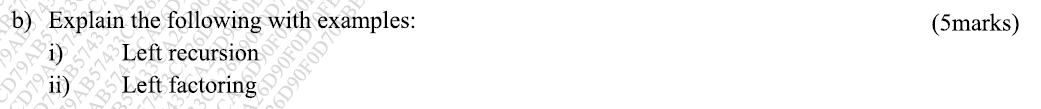 b) Explain the following with examples: (5marks)
i) Left recursion
ii) Left factoring